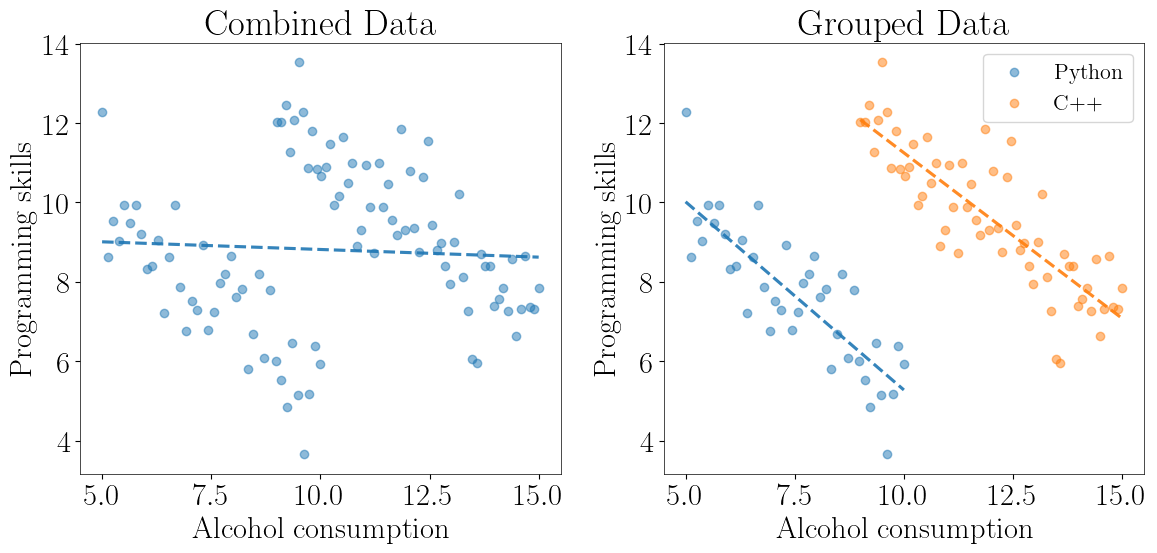 Combined Data
Programming skills
14
12
10
8
6
4
5.0 7.5 10.0 12.5 15.0
Alcohol consumption
Grouped Data
Programming skills
14
12
10
8
6
4
Python
C++
5.0 7.5 10.0 12.5 15.0
Alcohol consumption